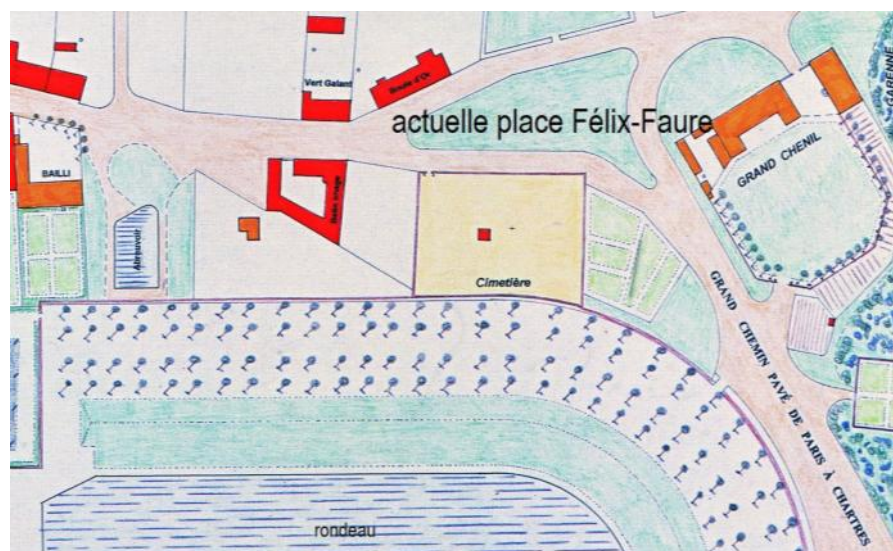 Vert Galant
Boule d'Or
GARENNE
actuelle place Félix-Faure
BAILLI
GRAND CHENIL
Abreuvoir
Cimetière
GRAND CHEMIN PAVÉ DE PARIS À CHARTRES
rondeau